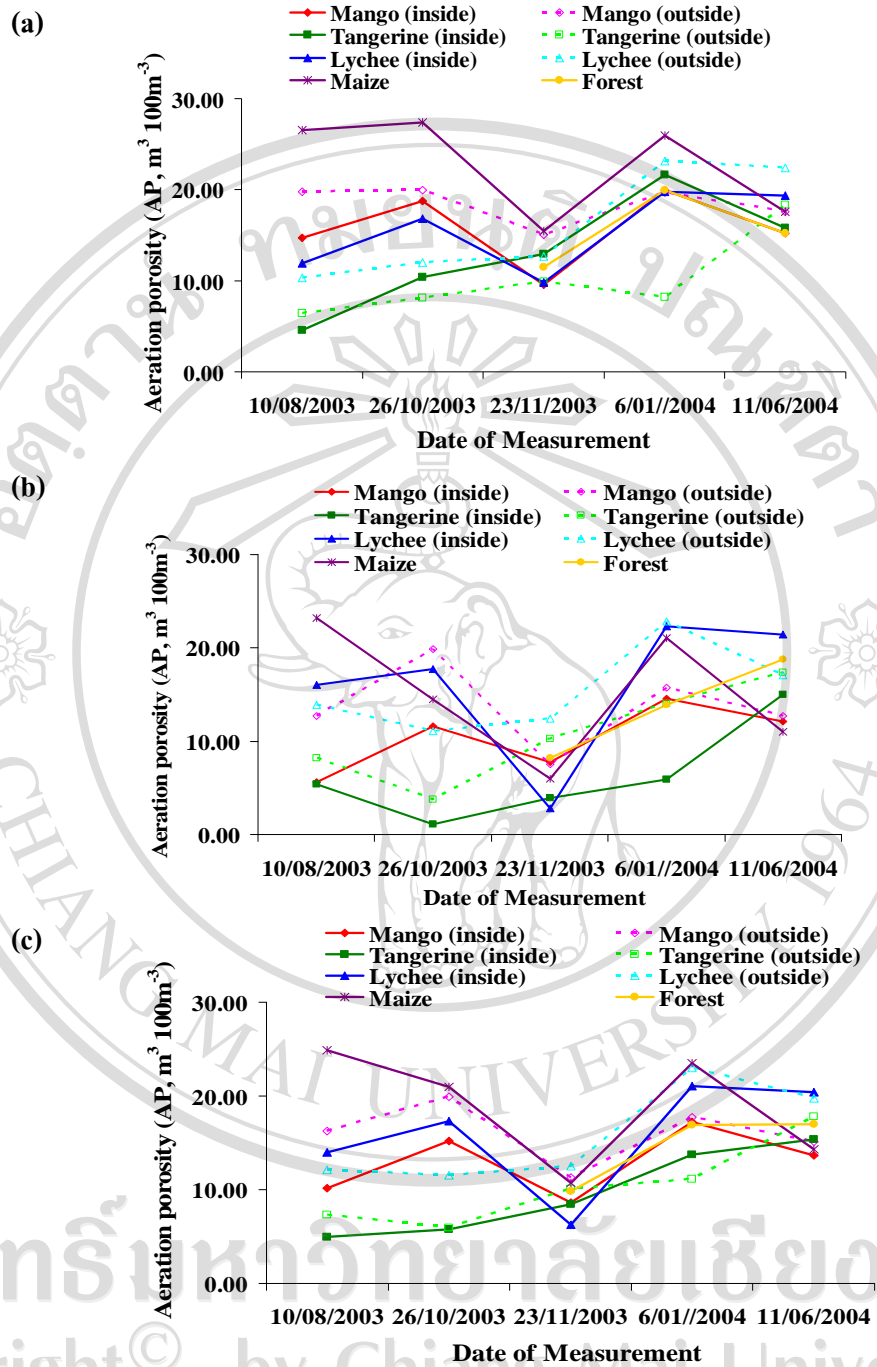 (a)
Mango (inside) Mango (outside)
Tangerine (inside) Tangerine (outside)
Lychee (inside) Lychee (outside)
Maize Forest
Aeration porosity (AP, m³ 100m⁻³)
30.00
20.00
10.00
0.00
10/08/2003 26/10/2003 23/11/2003 6/01//2004 11/06/2004
Date of Measurement
(b)
Mango (inside) Mango (outside)
Tangerine (inside) Tangerine (outside)
Lychee (inside) Lychee (outside)
Maize Forest
Aeration porosity (AP, m³ 100m⁻³)
30.00
20.00
10.00
0.00
10/08/2003 26/10/2003 23/11/2003 6/01//2004 11/06/2004
Date of Measurement
(c)
Mango (inside) Mango (outside)
Tangerine (inside) Tangerine (outside)
Lychee (inside) Lychee (outside)
Maize Forest
Aeration porosity (AP, m³ 100m⁻³)
30.00
20.00
10.00
0.00
10/08/2003 26/10/2003 23/11/2003 6/01//2004 11/06/2004
Date of Measurement
CHIANG MAI UNIVERSITY 1964